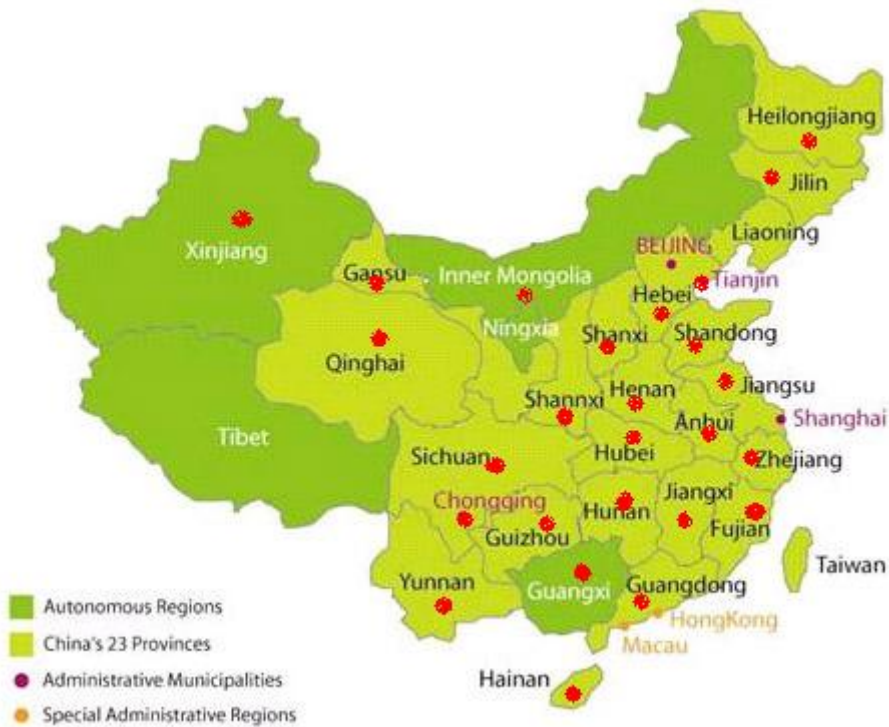 Heilongjiang
Jilin
Liaoning
BEIJING
Xinjiang
Gansu
Inner Mongolia
Tianjin
Hebei
Ningxia
Shanxi
Shandong
Qinghai
Jiangsu
Henan
Shannxi
Anhui
Shanghai
Tibet
Hubei
Sichuan
Zhejiang
Jiangxi
Chongging
Hunan
Fujian
Guizhou
Taiwan
Yunnan
Guangxi
Guangdong
HongKong
Macau
Hainan
Autonomous Regions
China's 23 Provinces
Administrative Municipalities
Special Administrative Regions